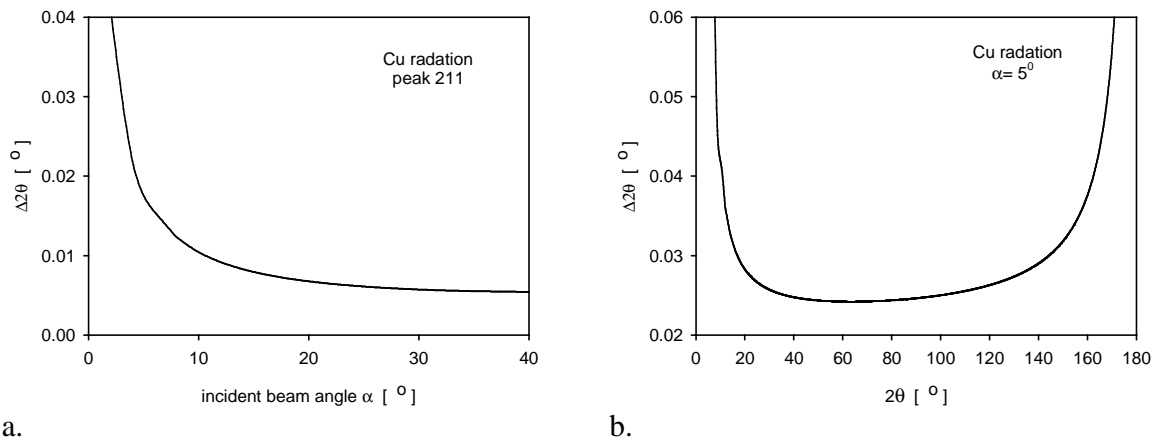 0.04
0.03
0.02
0.01
0.00
0
10
20
30
40
Δ2θ [ º ]
incident beam angle α [ º ]
Cu radation
peak 211
a.
0.06
0.05
0.04
0.03
0.02
0
20
40
60
80
100
120
140
160
180
Δ2θ [ º ]
2θ [ º ]
Cu radation
α= 5⁰
b.